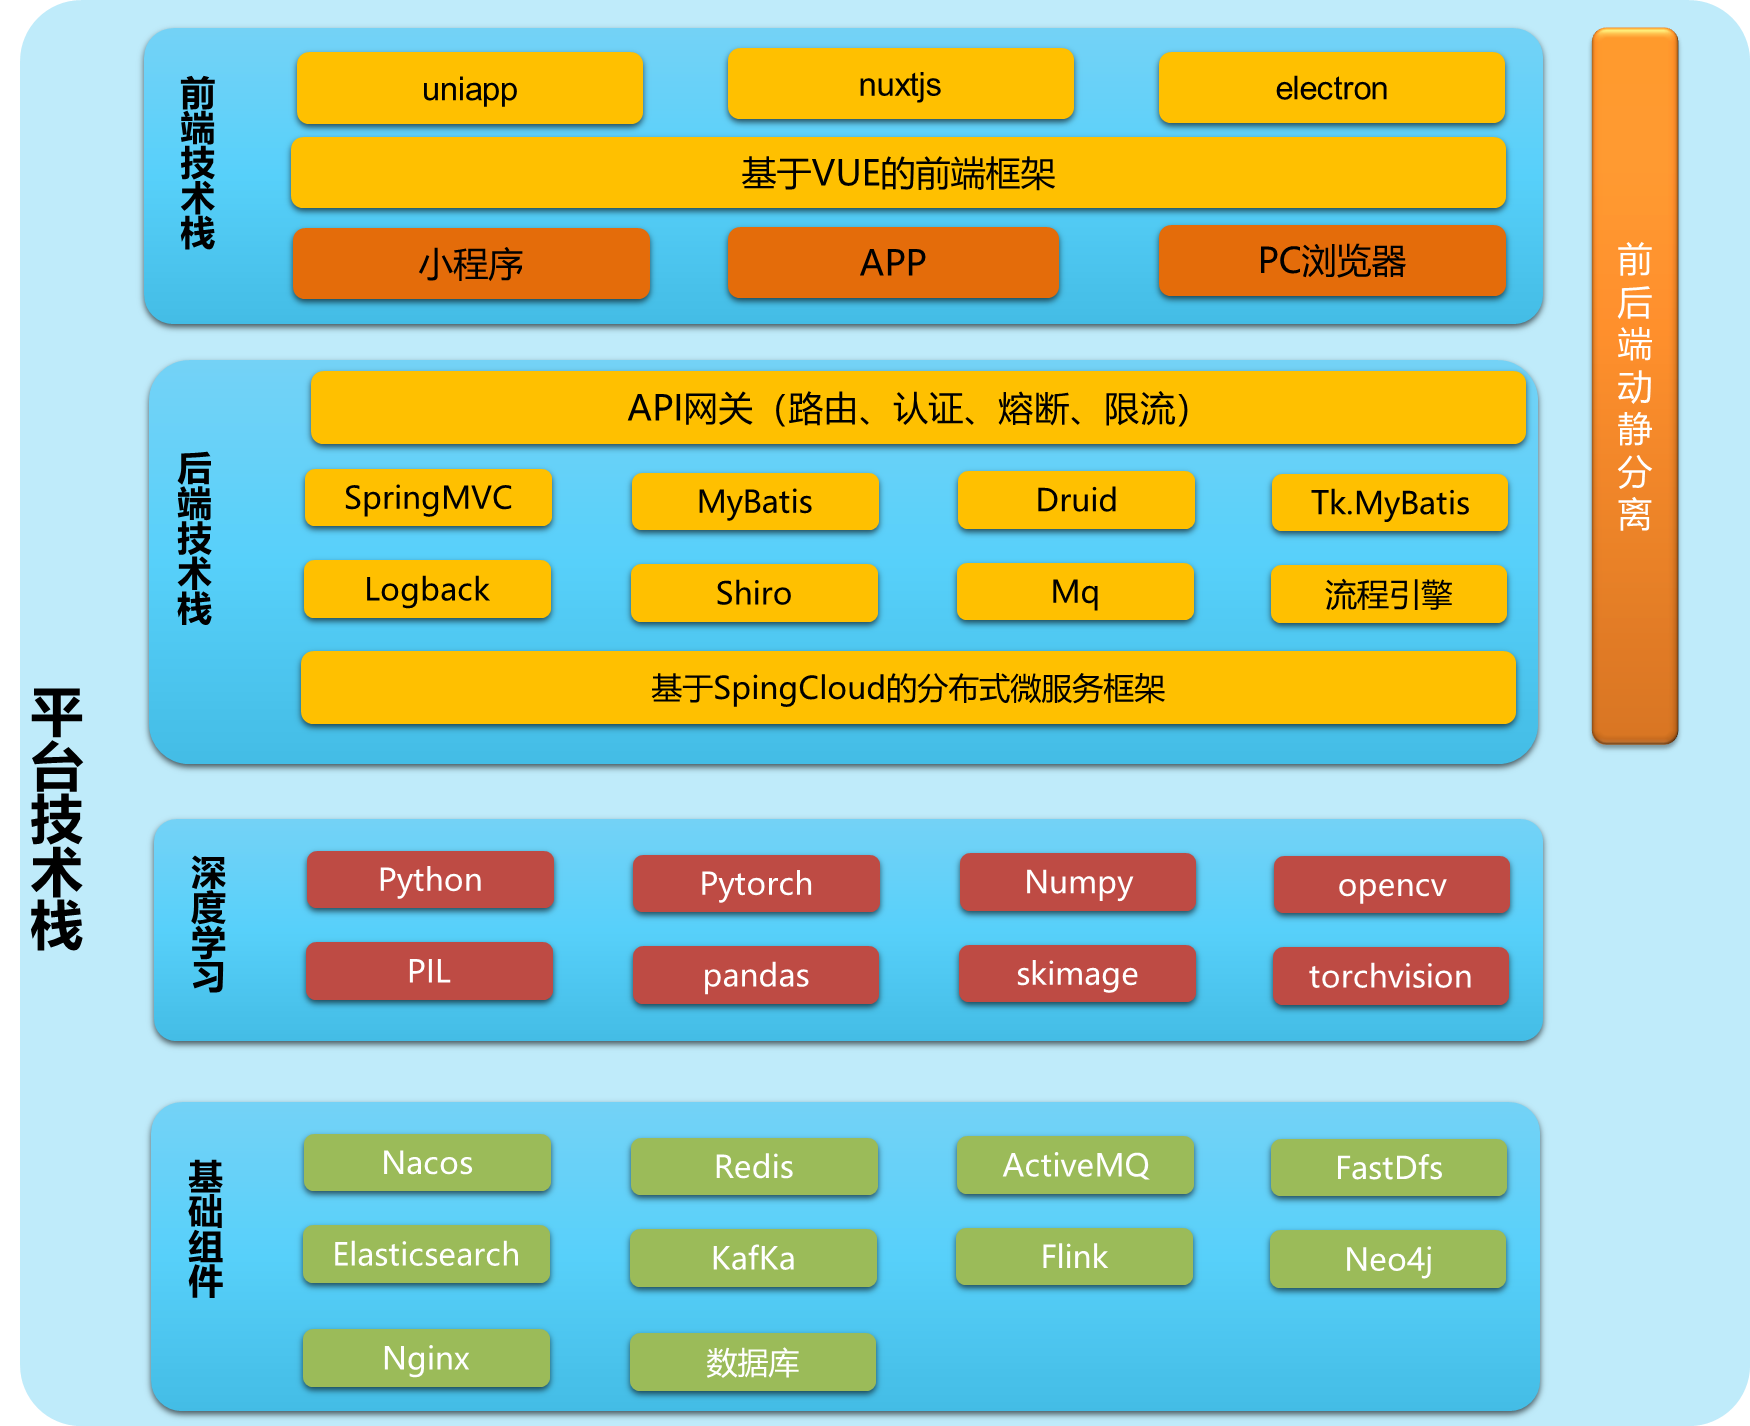 平台技术栈
前端技术栈
uniapp
nuxtjs
electron
基于VUE的前端框架
小程序
APP
PC浏览器
前后端动静分离
后端技术栈
API网关（路由、认证、熔断、限流）
SpringMVC
MyBatis
Druid
Tk.MyBatis
Logback
Shiro
Mq
流程引擎
基于SpingCloud的分布式微服务框架
深度学习
Python
Pytorch
Numpy
opencv
PIL
pandas
skimage
torchvision
基础组件
Nacos
Redis
ActiveMQ
FastDfs
Elasticsearch
KafKa
Flink
Neo4j
Nginx
数据库